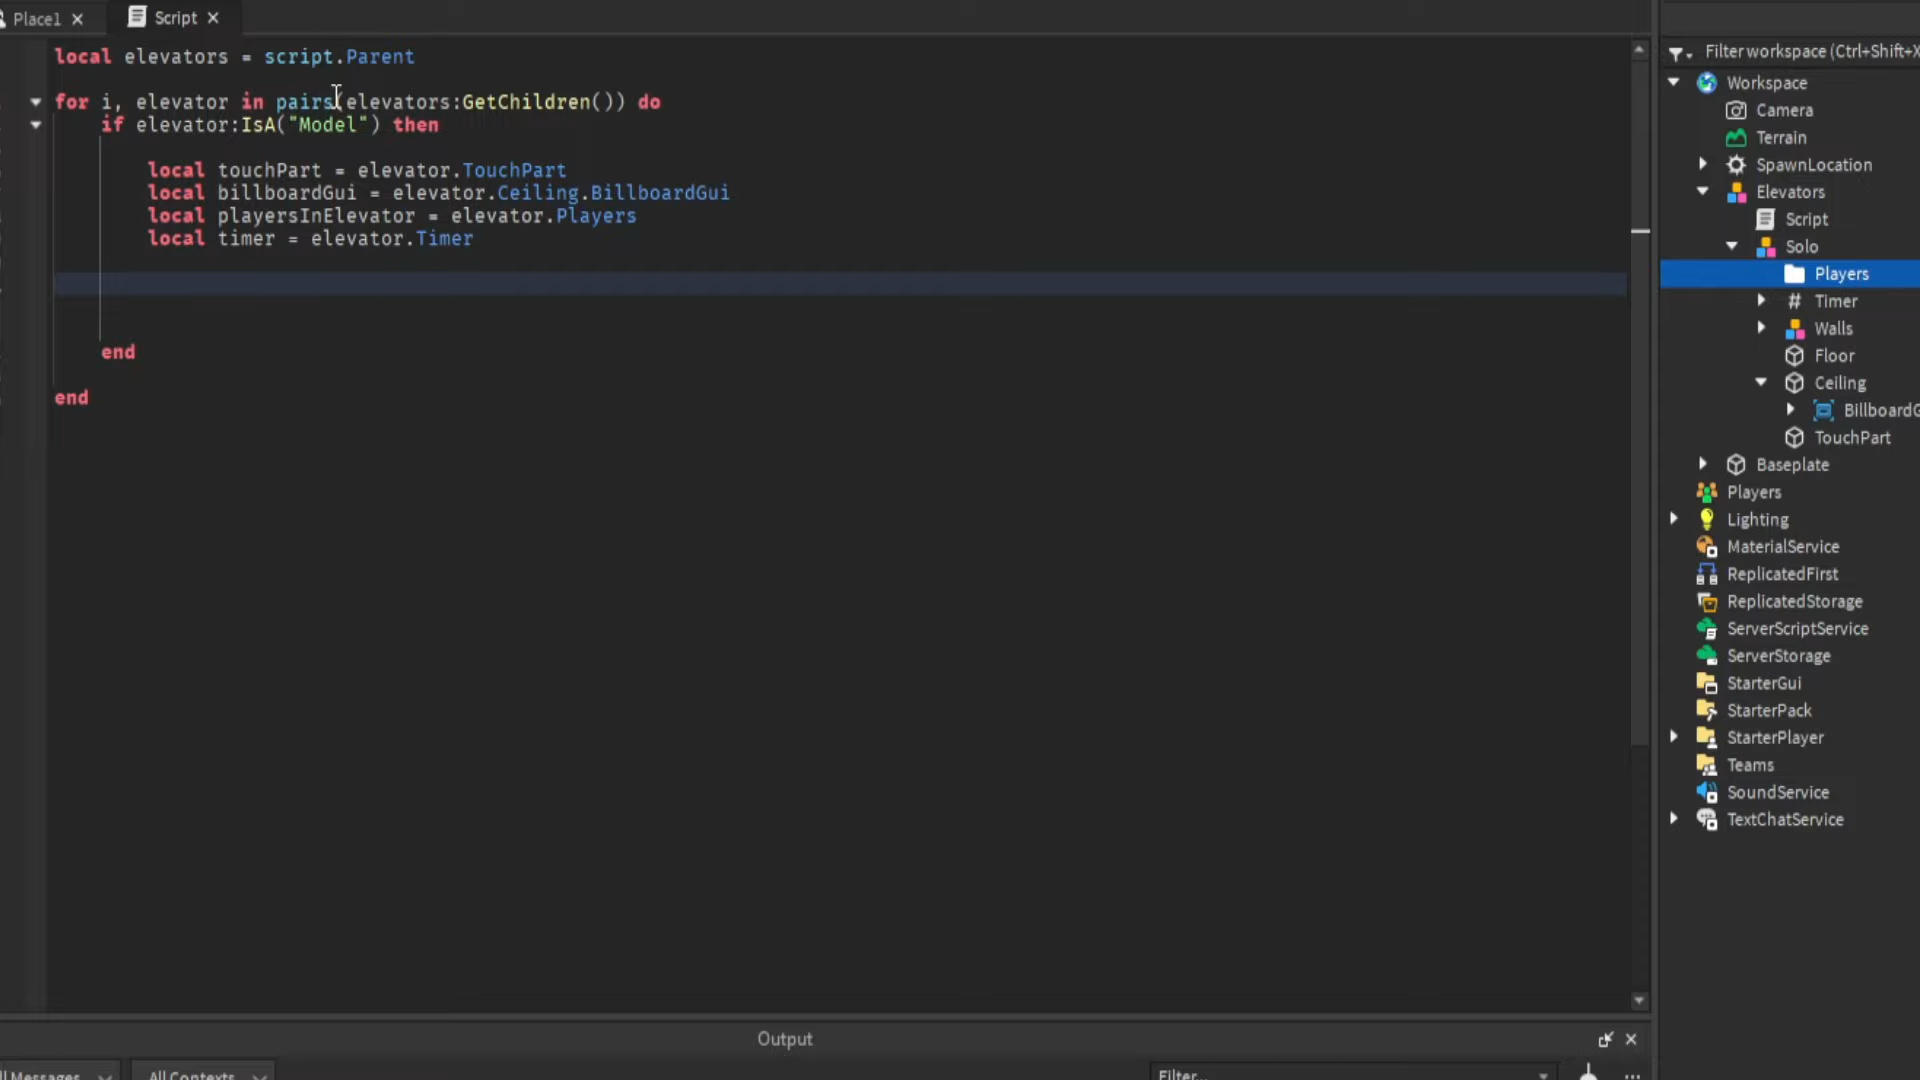 Place1
Script
local elevators = script.Parent
for i, elevator in pairs(elevators:GetChildren()) do
if elevator:IsA("Model") then
local touchPart = elevator.TouchPart
local billboardGui = elevator.Ceiling.BillboardGui
local playersInElevator = elevator.Players
local timer = elevator.Timer
end
end
Output
All Contexts
Filter...
Filter workspace (Ctrl+Shift+X
Workspace
Camera
Terrain
SpawnLocation
Elevators
Script
Solo
Players
# Timer
Walls
Floor
Ceiling
BillboardG
TouchPart
Baseplate
Players
Lighting
MaterialService
ReplicatedFirst
ReplicatedStorage
ServerScriptService
ServerStorage
StarterGui
StarterPack
StarterPlayer
Teams
SoundService
TextChatService